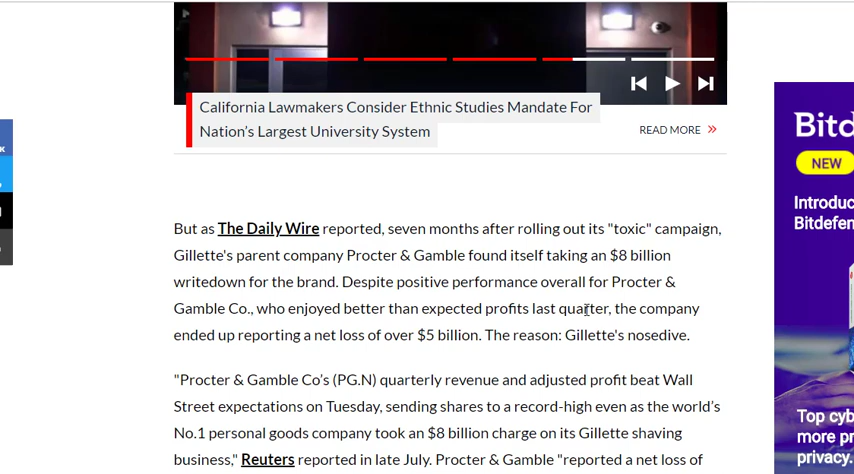 California Lawmakers Consider Ethnic Studies Mandate For
Nation's Largest University System
READ MORE »
But as The Daily Wire reported, seven months after rolling out its "toxic" campaign,
Gillette's parent company Procter & Gamble found itself taking an $8 billion
writedown for the brand. Despite positive performance overall for Procter &
Gamble Co., who enjoyed better than expected profits last quarter, the company
ended up reporting a net loss of over $5 billion. The reason: Gillette's nosedive.
"Procter & Gamble Co's (PG.N) quarterly revenue and adjusted profit beat Wall
Street expectations on Tuesday, sending shares to a record-high even as the world's
No.1 personal goods company took an $8 billion charge on its Gillette shaving
business," Reuters reported in late July. Procter & Gamble "reported a net loss of
Bitd
NEW
Introduc
Bitdefen
Top cyb
more pr
privacy.